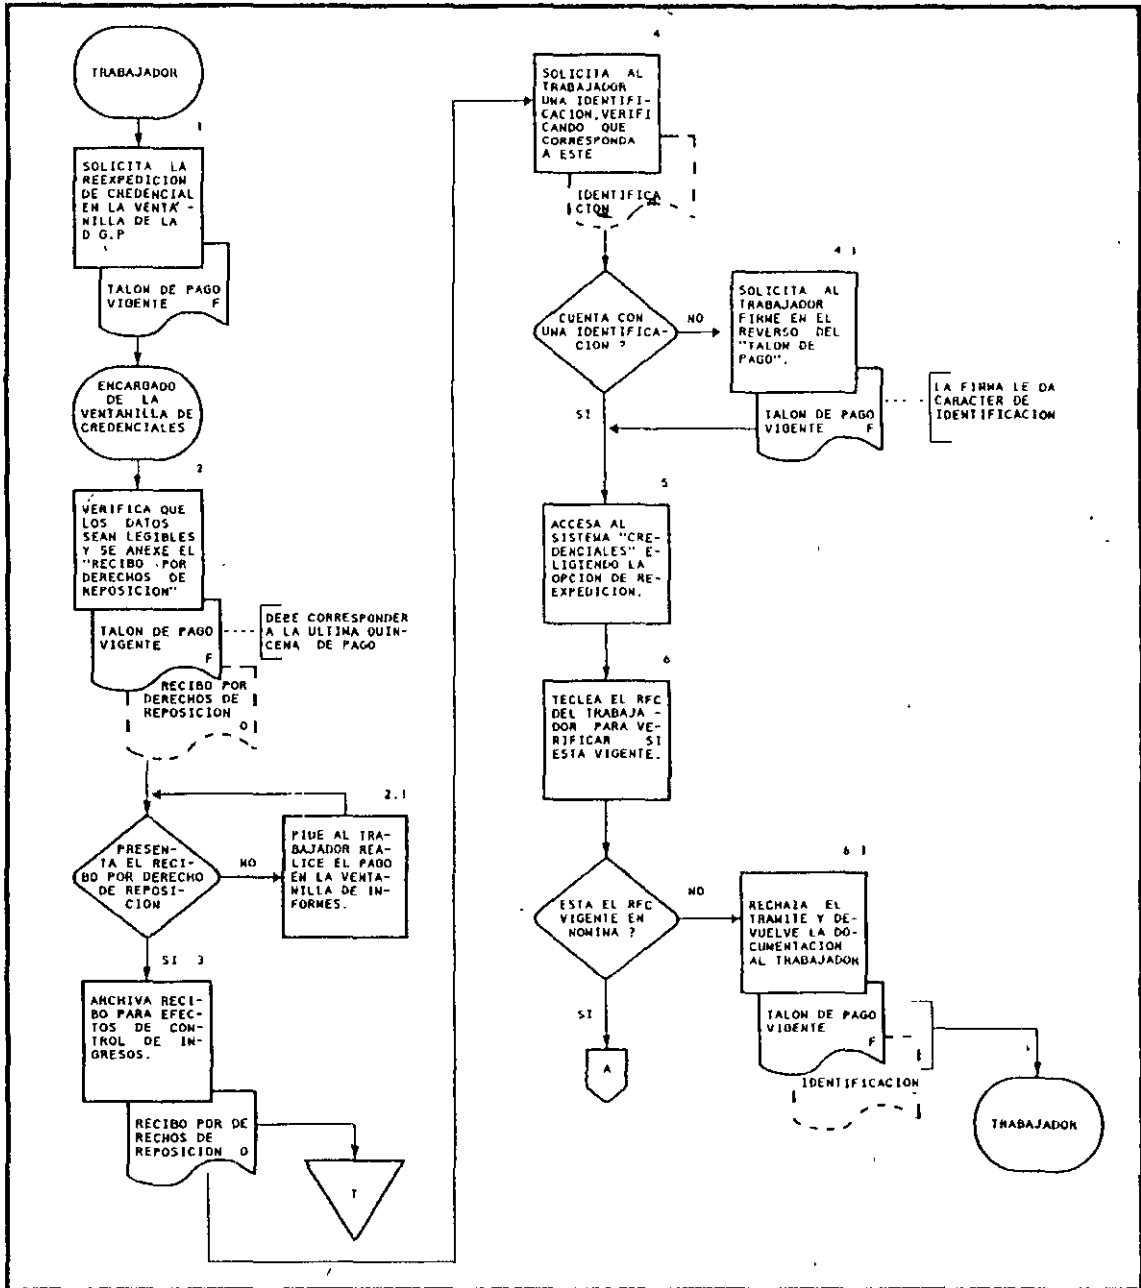 TRABAJADOR
1
SOLICITA LA
REEXPEDICION
DE CREDENCIAL
EN LA VENTA-
NILLA DE LA
D G.P
TALON DE PAGO
VIGENTE F
ENCARGADO
DE LA
VENTANILLA DE
CREDENCIALES
2
VERIFICA QUE
LOS DATOS
SEAN LEGIBLES
Y SE ANEXE EL
"RECIBO POR
DERECHOS DE
REPOSICION"
TALON DE PAGO
VIGENTE
F
DEBE CORRESPONDER
A LA ULTIMA QUIN-
CENA DE PAGO
RECIBO POR
DERECHOS DE
REPOSICION
O
2.1
PRESEN-
TA EL RECI-
BO POR DERECHO
DE REPOSI-
CION
NO
PIDE AL TRA-
BAJADOR REA-
LICE EL PAGO
EN LA VENTA-
NILLA DE IN-
FORMES.
SI 3
ARCHIVA RECI-
BO PARA EFEC-
TOS DE CON-
TROL DE IN-
GRESOS.
RECIBO POR DE
RECHOS DE
REPOSICION O
T
4
SOLICITA AL
TRABAJADOR
UNA IDENTIFI-
CACION, VERIFI
CANDO QUE
CORRESPONDA
A ESTE
IDENTIFICA
CION
CUENTA CON
UNA IDENTIFICA-
CION ?
NO
SI
4 1
SOLICITA AL
TRABAJADOR
FIRME EN EL
REVERSO DEL
"TALON DE
PAGO".
TALON DE PAGO
VIGENTE F
LA FIRMA LE DA
CARACTER DE
IDENTIFICACION
5
ACCESA AL
SISTEMA "CRE-
DENCIALES" E-
LIGIENDO LA
OPCION DE RE-
EXPEDICION.
6
TECLEA EL RFC
DEL TRABAJA-
DOR PARA VE-
RIFICAR SI
ESTA VIGENTE.
ESTA EL RFC
VIGENTE EN
NOMINA ?
NO
SI
A
6 1
RECHAZA EL
TRAMITE Y DE-
VUELVE LA DO-
CUMENTACION
AL TRABAJADOR
TALON DE PAGO
VIGENTE
F
IDENTIFICACION
TRABAJADOR